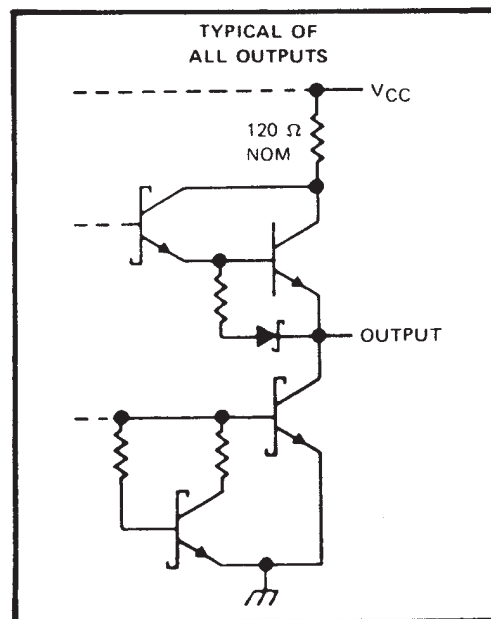 TYPICAL OF
ALL OUTPUTS
VCC
120 Ω
NOM
OUTPUT